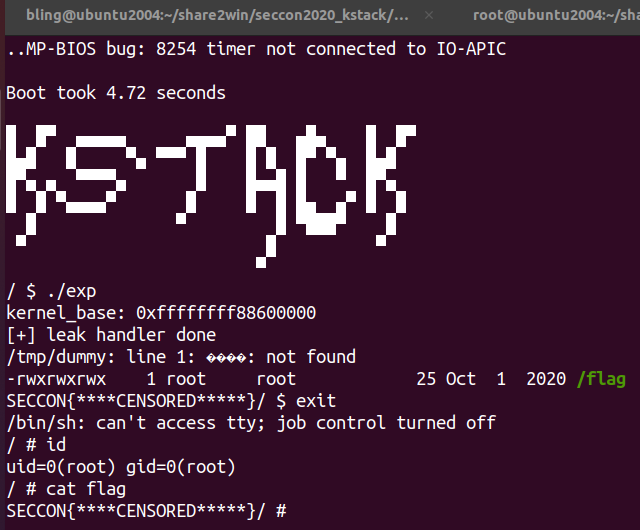 bling@ubuntu2004:~/share2win/seccon2020_kstack/... × root@ubuntu2004:~/sha
..MP-BIOS bug: 8254 timer not connected to IO-APIC
Boot took 4.72 seconds
KSTACK
/ $ ./exp
kernel_base: 0xffffffff88600000
[+] leak handler done
/tmp/dummy: line 1: ����: not found
-rwxrwxrwx 1 root root 25 Oct 1 2020 /flag
SECCON{****CENSORED*****}/ $ exit
/bin/sh: can't access tty; job control turned off
/ # id
uid=0(root) gid=0(root)
/ # cat flag
SECCON{****CENSORED*****}/ #